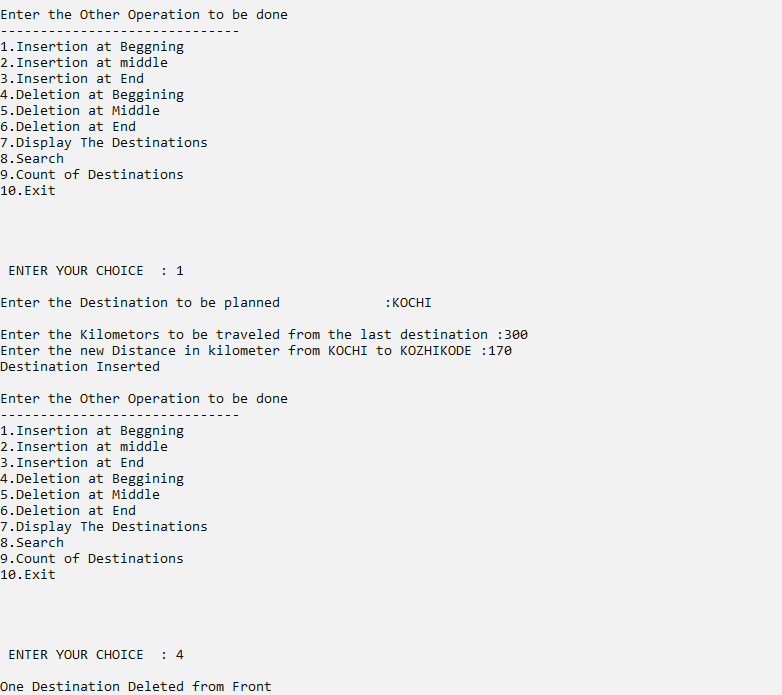 Enter the Other Operation to be done
------------------------------
1.Insertion at Beggning
2.Insertion at middle
3.Insertion at End
4.Deletion at Beggining
5.Deletion at Middle
6.Deletion at End
7.Display The Destinations
8.Search
9.Count of Destinations
10.Exit
ENTER YOUR CHOICE  : 1
Enter the Destination to be planned             :KOCHI
Enter the Kilometors to be traveled from the last destination :300
Enter the new Distance in kilometer from KOCHI to KOZHIKODE :170
Destination Inserted
Enter the Other Operation to be done
------------------------------
1.Insertion at Beggning
2.Insertion at middle
3.Insertion at End
4.Deletion at Beggining
5.Deletion at Middle
6.Deletion at End
7.Display The Destinations
8.Search
9.Count of Destinations
10.Exit
ENTER YOUR CHOICE  : 4
One Destination Deleted from Front